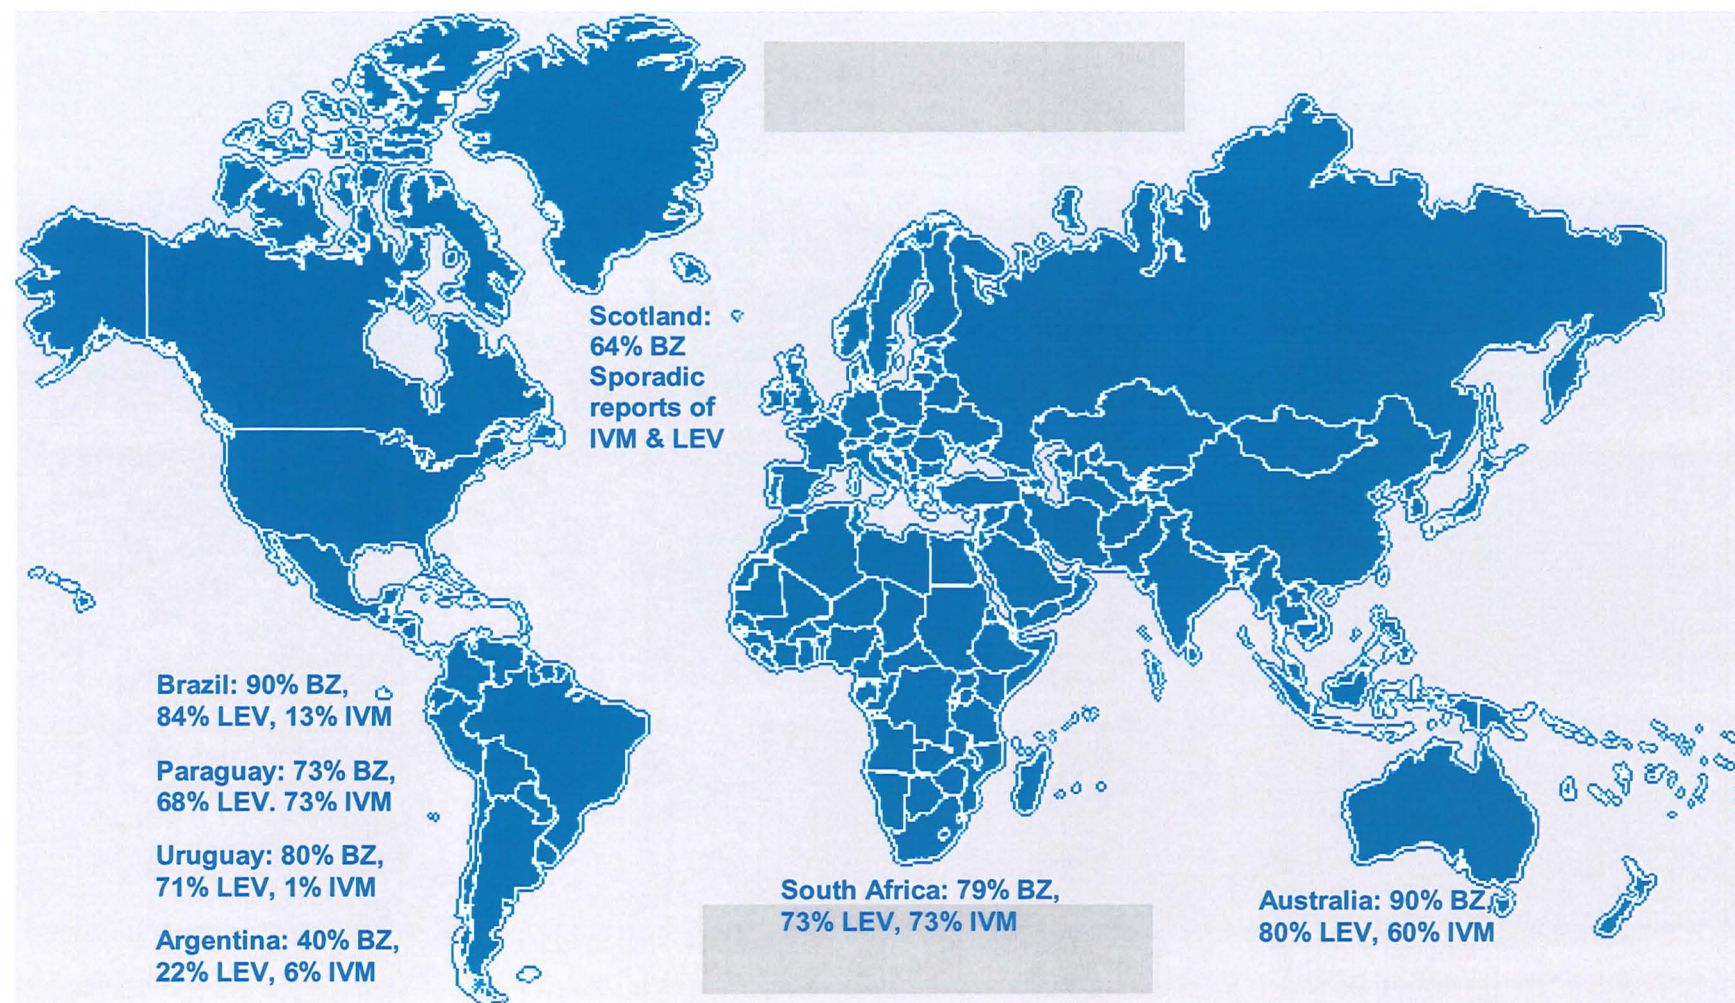 Scotland:
64% BZ
Sporadic
reports of
IVM & LEV
Brazil: 90% BZ,
84% LEV, 13% IVM
Paraguay: 73% BZ,
68% LEV. 73% IVM
Uruguay: 80% BZ,
71% LEV, 1% IVM
Argentina: 40% BZ,
22% LEV, 6% IVM
South Africa: 79% BZ,
73% LEV, 73% IVM
Australia: 90% BZ,
80% LEV, 60% IVM